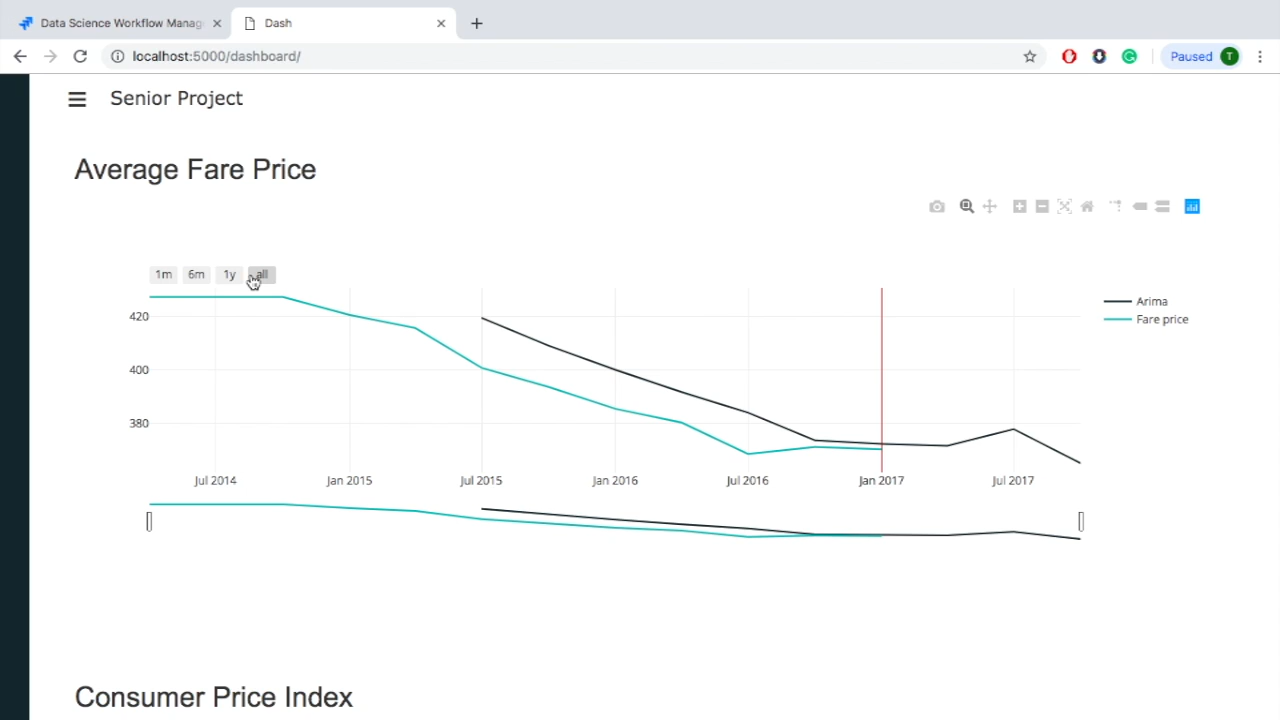 Data Science Workflow Manag
Dash
localhost:5000/dashboard/
Paused T
Senior Project
Average Fare Price
1m 6m 1y all
420
400
380
Jul 2014 Jan 2015 Jul 2015 Jan 2016 Jul 2016 Jan 2017 Jul 2017
Arima
Fare price
Consumer Price Index